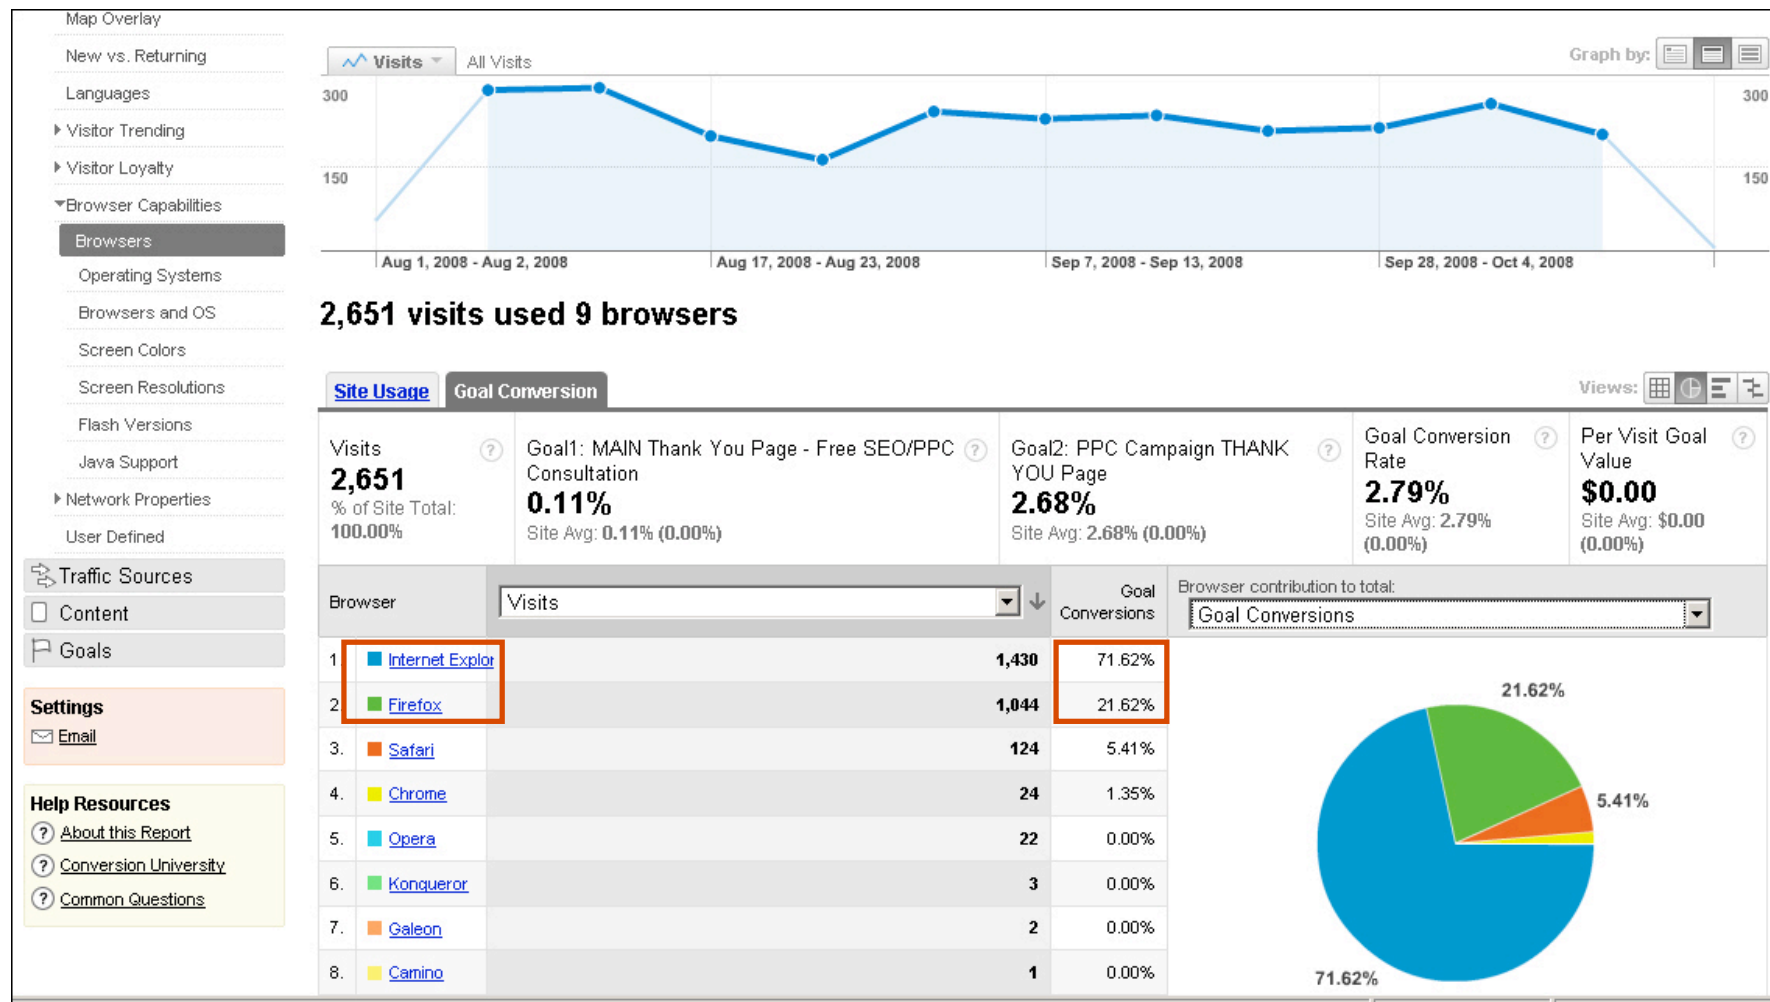 Map Overlay
New vs. Returning
Languages
Visitor Trending
Visitor Loyalty
Browser Capabilities
Browsers
Operating Systems
Browsers and OS
Screen Colors
Screen Resolutions
Flash Versions
Java Support
Network Properties
User Defined
Traffic Sources
Content
Goals
Settings
Email
Help Resources
? About this Report
? Conversion University
? Common Questions
Visits All Visits
Graph by:
300 300
150 150
Aug 1, 2008 - Aug 2, 2008 Aug 17, 2008 - Aug 23, 2008 Sep 7, 2008 - Sep 13, 2008 Sep 28, 2008 - Oct 4, 2008
2,651 visits used 9 browsers
Site Usage Goal Conversion
Views:
Visits ?
2,651
% of Site Total:
100.00%
Goal1: MAIN Thank You Page - Free SEO/PPC ?
Consultation
0.11%
Site Avg: 0.11% (0.00%)
Goal2: PPC Campaign THANK ?
YOU Page
2.68%
Site Avg: 2.68% (0.00%)
Goal Conversion ?
Rate
2.79%
Site Avg: 2.79%
(0.00%)
Per Visit Goal ?
Value
$0.00
Site Avg: $0.00
(0.00%)
Browser Visits
Goal
Conversions
Browser contribution to total:
Goal Conversions
1. Internet Explor 1,430 71.62%
2. Firefox 1,044 21.62%
3. Safari 124 5.41%
4. Chrome 24 1.35%
5. Opera 22 0.00%
6. Konqueror 3 0.00%
7. Galeon 2 0.00%
8. Camino 1 0.00%
21.62%
5.41%
71.62%